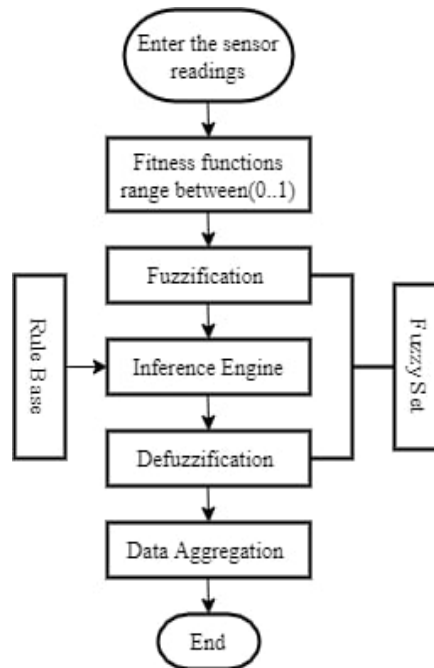 Enter the sensor
readings
Fitness functions
range between(0..1)
Fuzzification
Rule Base
Inference Engine
Fuzzy Set
Defuzzification
Data Aggregation
End